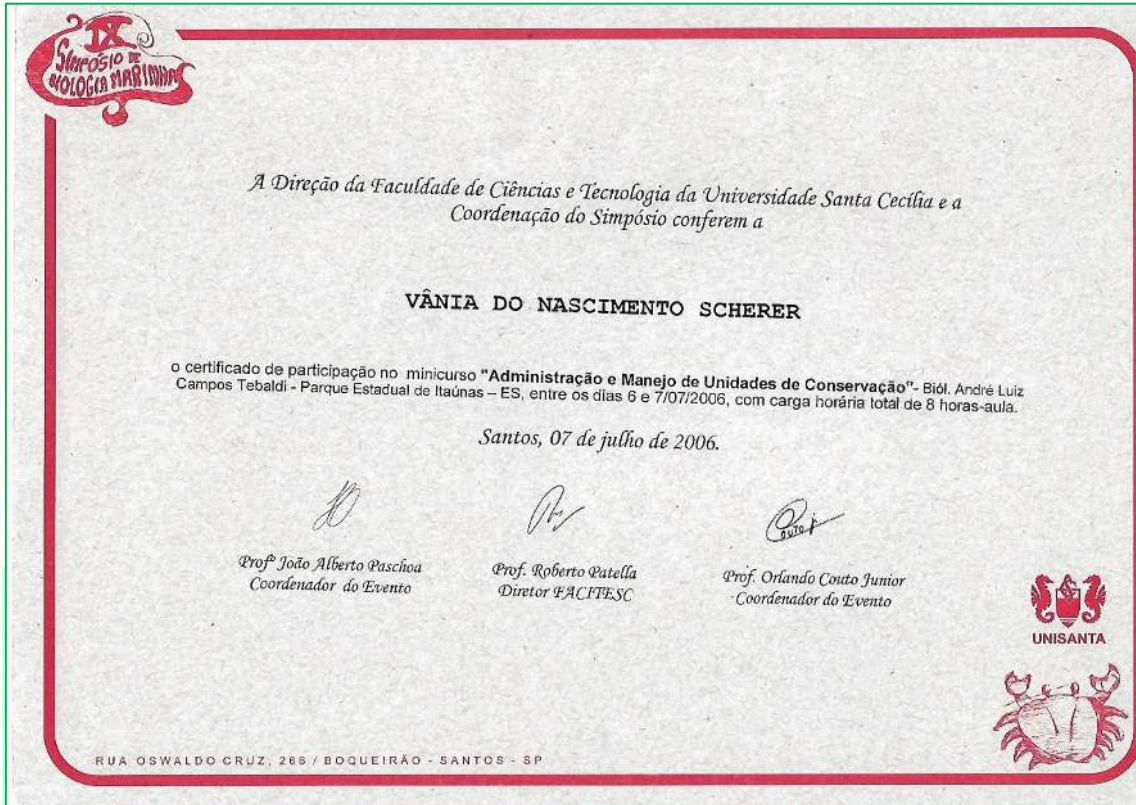 IX
SIMPÓSIO DE
BIOLOGIA MARINHA
A Direção da Faculdade de Ciências e Tecnologia da Universidade Santa Cecília e a
Coordenação do Simpósio conferem a
VÂNIA DO NASCIMENTO SCHERER
o certificado de participação no minicurso "Administração e Manejo de Unidades de Conservação"- Biól. André Luiz
Campos Tebaldi - Parque Estadual de Itaúnas – ES, entre os dias 6 e 7/07/2006, com carga horária total de 8 horas-aula.
Santos, 07 de julho de 2006.
Couto Jr
Profº João Alberto Paschoa
Coordenador do Evento
Prof. Roberto Patella
Diretor FACITESC
Prof. Orlando Couto Junior
Coordenador do Evento
UNISANTA
RUA OSWALDO CRUZ, 266 / BOQUEIRÃO - SANTOS - SP